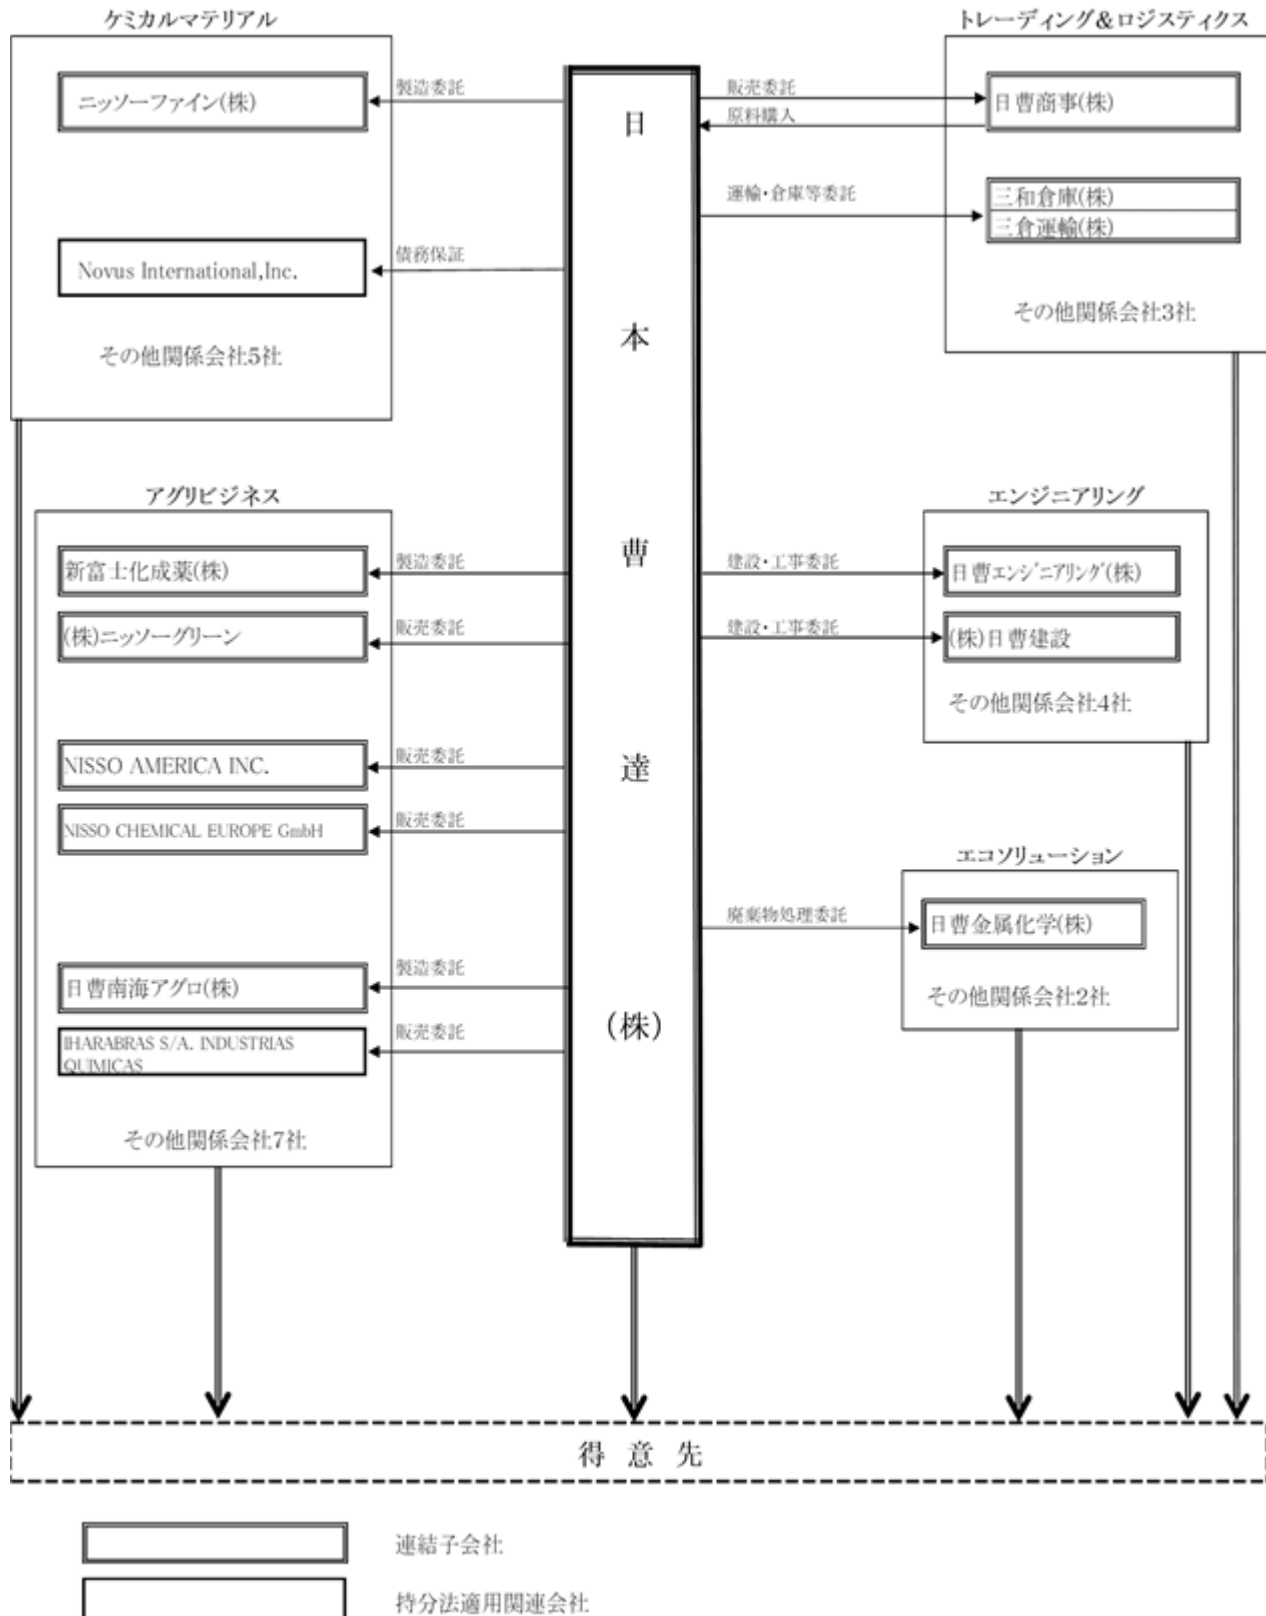 ケミカルマテリアル
ニッソーファイン(株)
製造委託
Novus International,Inc.
債務保証
その他関係会社5社
アグリビジネス
新富士化成薬(株)
製造委託
(株)ニッソーグリーン
販売委託
NISSO AMERICA INC.
販売委託
NISSO CHEMICAL EUROPE GmbH
販売委託
日曹南海アグロ(株)
製造委託
IHARABRAS S/A. INDUSTRIAS
QUIMICAS
販売委託
その他関係会社7社
日本曹達(株)
トレーディング&ロジスティクス
販売委託
日曹商事(株)
原料購入
運輸・倉庫等委託
三和倉庫(株)
三倉運輸(株)
その他関係会社3社
エンジニアリング
建設・工事委託
日曹エンジニアリング(株)
建設・工事委託
(株)日曹建設
その他関係会社4社
エコソリューション
廃棄物処理委託
日曹金属化学(株)
その他関係会社2社
得意先
連結子会社
持分法適用関連会社